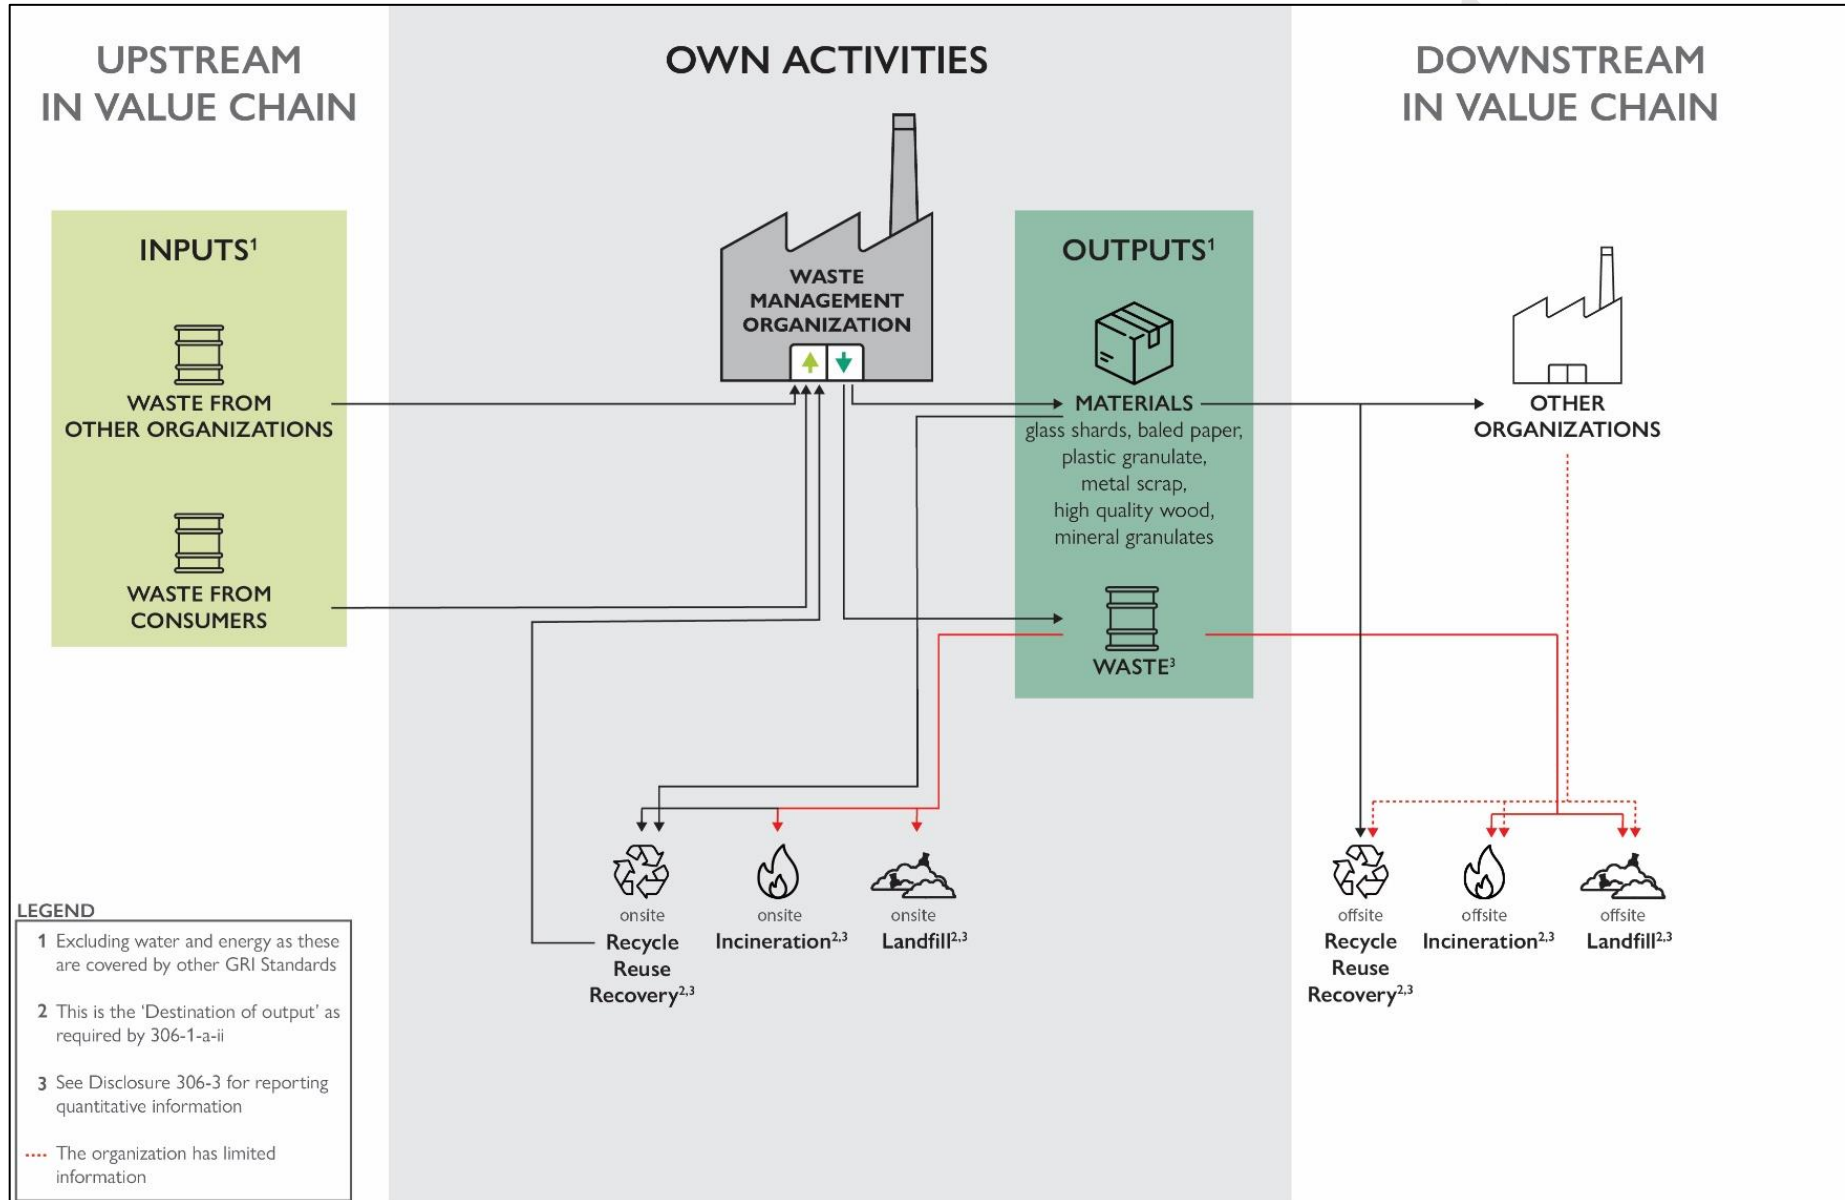 UPSTREAM
IN VALUE CHAIN
OWN ACTIVITIES
DOWNSTREAM
IN VALUE CHAIN
INPUTS¹
WASTE FROM
OTHER ORGANIZATIONS
WASTE FROM
CONSUMERS
WASTE
MANAGEMENT
ORGANIZATION
OUTPUTS¹
MATERIALS
glass shards, baled paper,
plastic granulate,
metal scrap,
high quality wood,
mineral granulates
WASTE³
OTHER
ORGANIZATIONS
onsite
Recycle
Reuse
Recovery²,³
onsite
Incineration²,³
onsite
Landfill²,³
offsite
Recycle
Reuse
Recovery²,³
offsite
Incineration²,³
offsite
Landfill²,³
LEGEND
1 Excluding water and energy as these
are covered by other GRI Standards
2 This is the ‘Destination of output’ as
required by 306-1-a-ii
3 See Disclosure 306-3 for reporting
quantitative information
The organization has limited
information